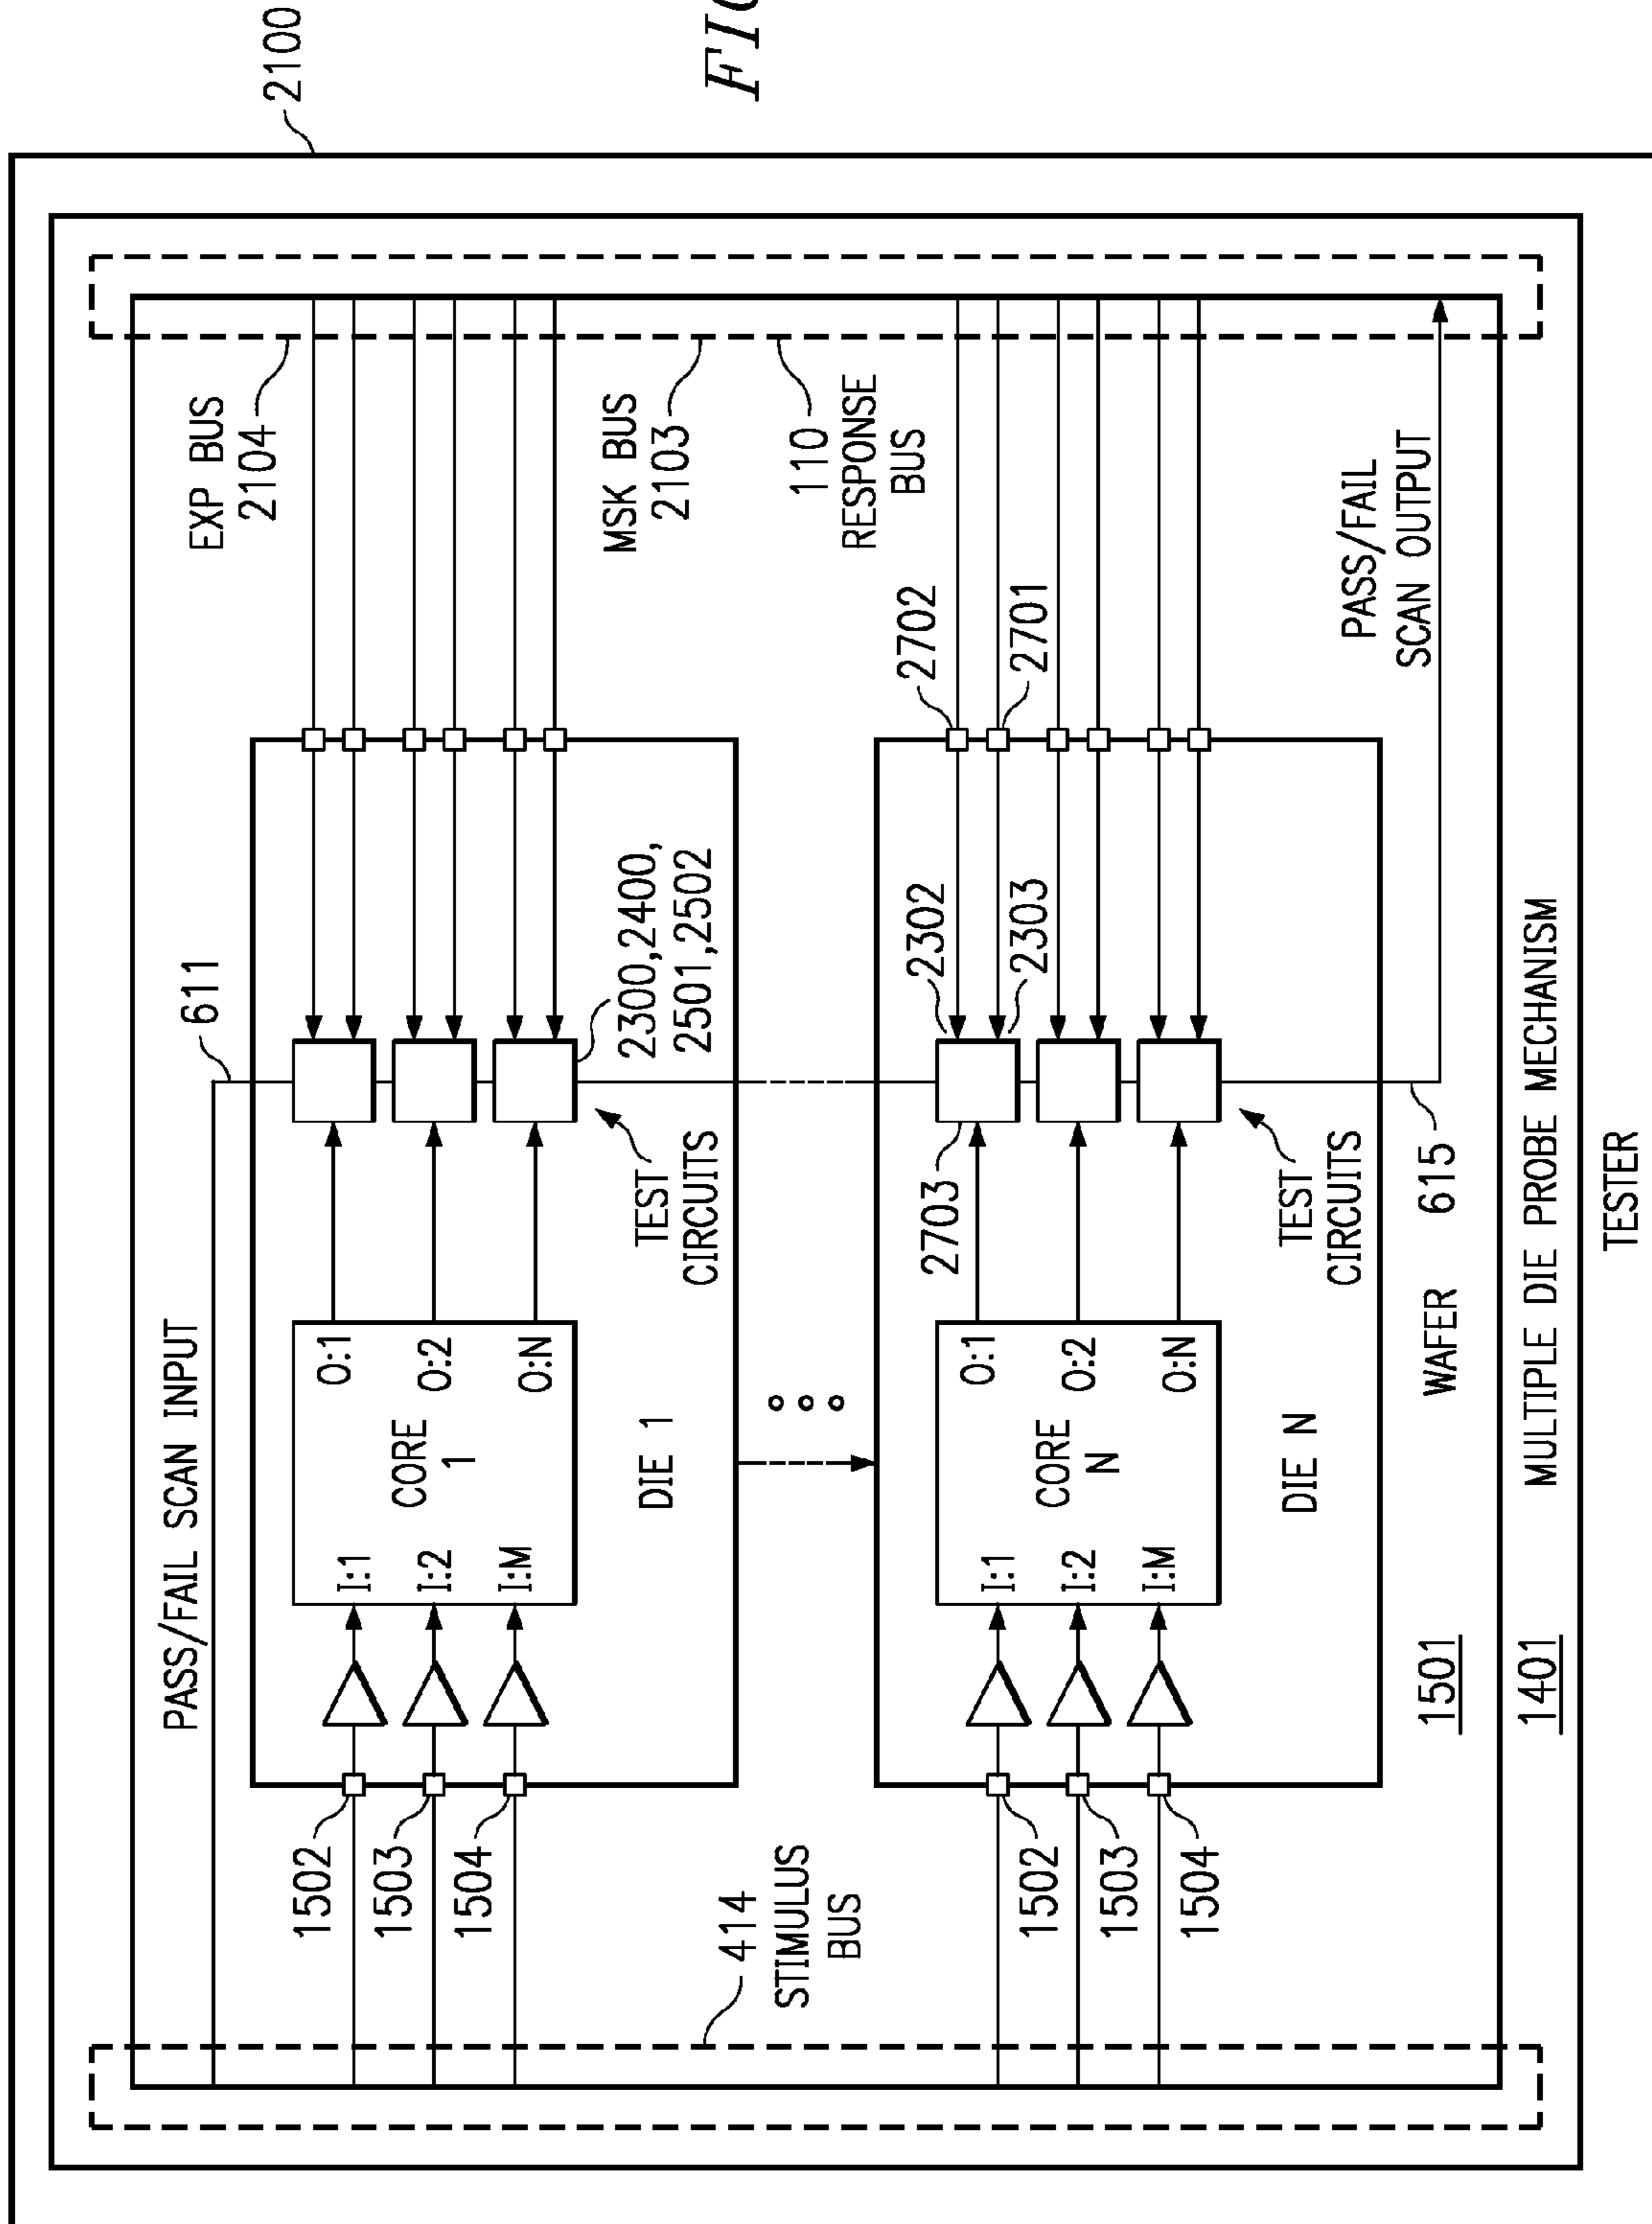 PASS/FAIL SCAN INPUT
611
EXP BUS
2104
2100
1502
1503
1504
I:1
I:2
I:M
CORE
1
O:1
O:2
O:N
DIE 1
TEST
CIRCUITS
2300,2400,
2501,2502
MSK BUS
2103
414
STIMULUS
BUS
110
RESPONSE
BUS
2702
2701
2302
2303
2703
1502
1503
1504
I:1
I:2
I:M
CORE
N
O:1
O:2
O:N
DIE N
TEST
CIRCUITS
PASS/FAIL
SCAN OUTPUT
1501
WAFER
615
1401
MULTIPLE DIE PROBE MECHANISM
TESTER